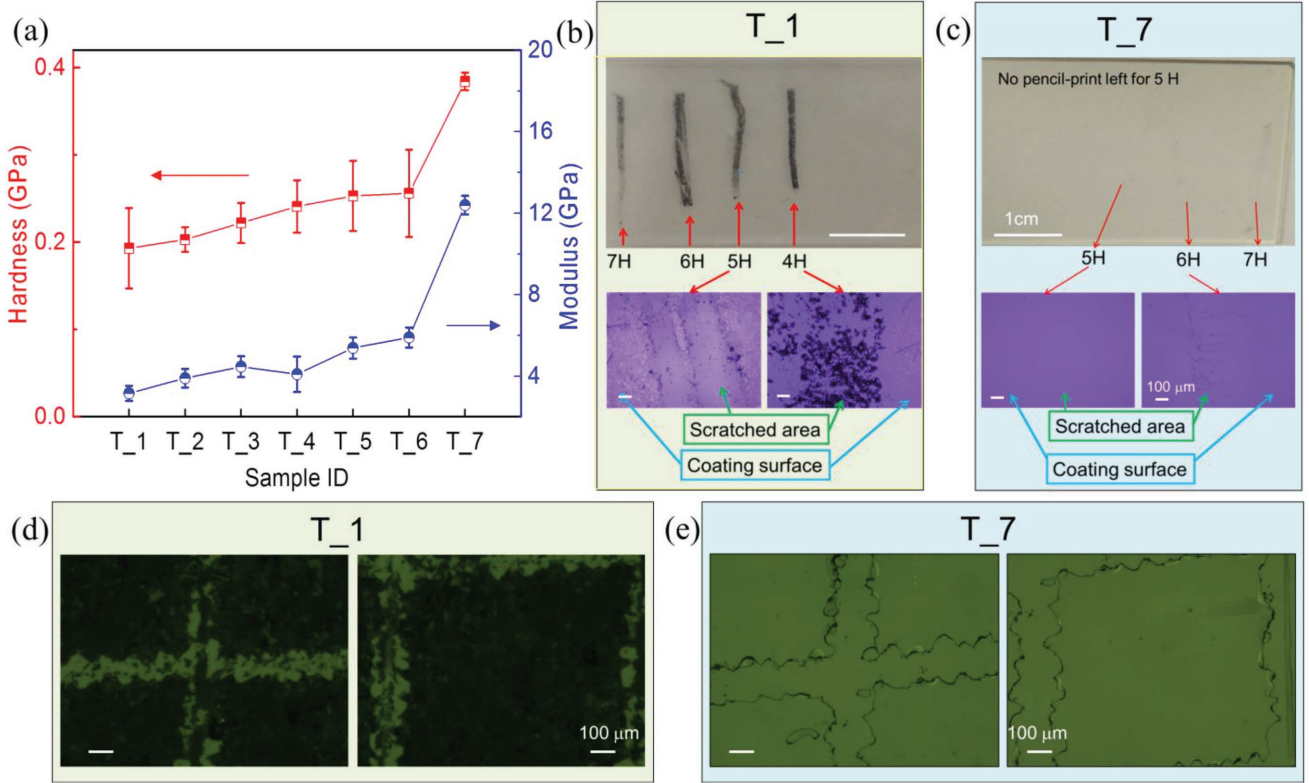 (a)
0.4
0.2
0.0
Hardness (GPa)
20
16
12
8
4
Modulus (GPa)
T_1
T_2
T_3
T_4
T_5
T_6
T_7
Sample ID
(b)
T_1
7H
6H
5H
4H
Scratched area
Coating surface
(c)
T_7
No pencil-print left for 5 H
1cm
5H
6H
7H
100 μm
Scratched area
Coating surface
(d)
T_1
100 μm
(e)
T_7
100 μm